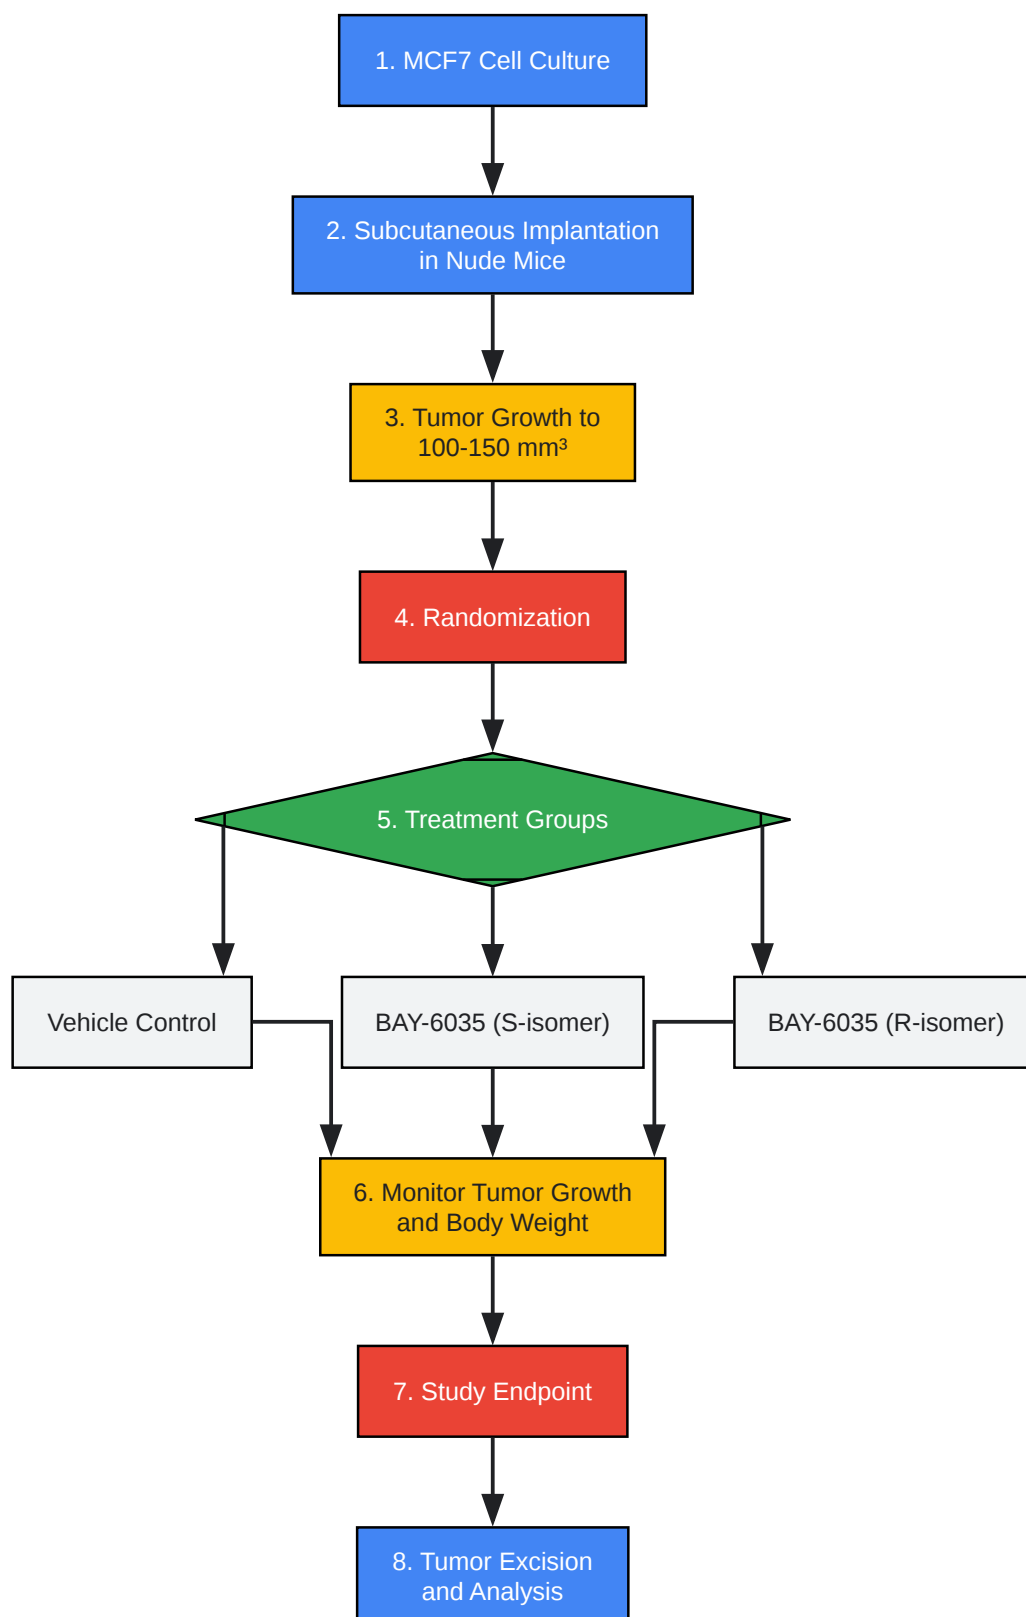 1. MCF7 Cell Culture
2. Subcutaneous Implantation
in Nude Mice
3. Tumor Growth to
100-150 mm³
4. Randomization
5. Treatment Groups
Vehicle Control
BAY-6035 (S-isomer)
BAY-6035 (R-isomer)
6. Monitor Tumor Growth
and Body Weight
7. Study Endpoint
8. Tumor Excision
and Analysis